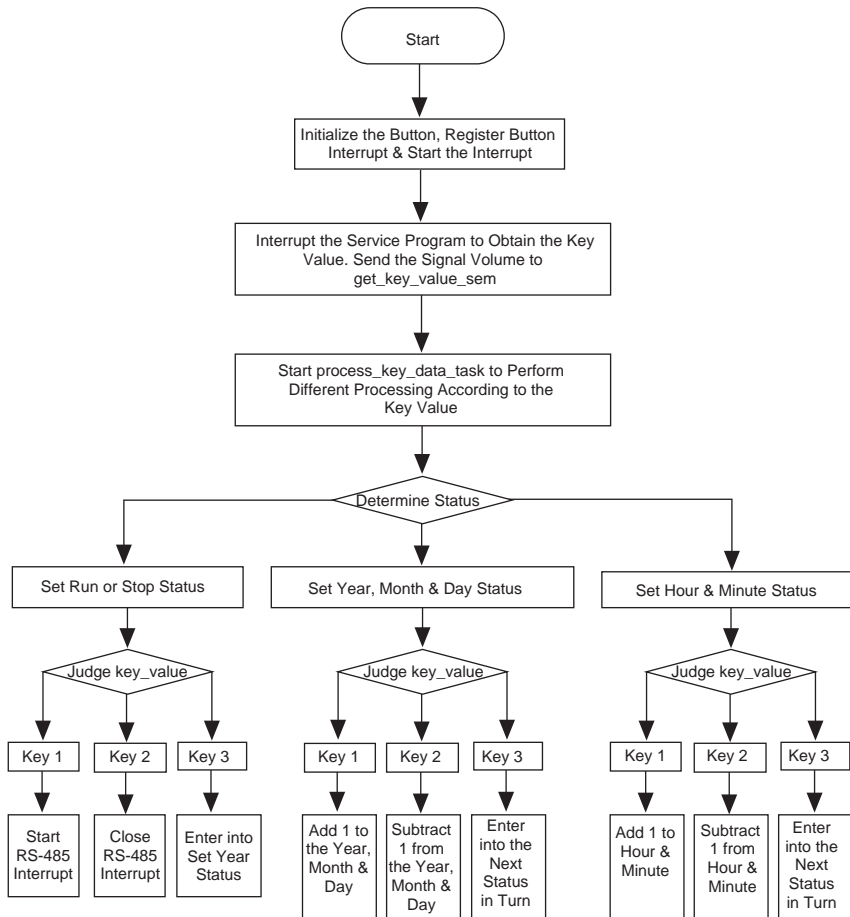 Start
Initialize the Button, Register Button
Interrupt & Start the Interrupt
Interrupt the Service Program to Obtain the Key
Value. Send the Signal Volume to
get_key_value_sem
Start process_key_data_task to Perform
Different Processing According to the
Key Value
Determine Status
Set Run or Stop Status
Set Year, Month & Day Status
Set Hour & Minute Status
Judge key_value
Judge key_value
Judge key_value
Key 1
Key 2
Key 3
Key 1
Key 2
Key 3
Key 1
Key 2
Key 3
Start
RS-485
Interrupt
Close
RS-485
Interrupt
Enter into
Set Year
Status
Add 1 to
the Year,
Month &
Day
Subtract
1 from
the Year,
Month &
Day
Enter
into the
Next
Status
in Turn
Add 1 to
Hour &
Minute
Subtract
1 from
Hour &
Minute
Enter
into the
Next
Status
in Turn